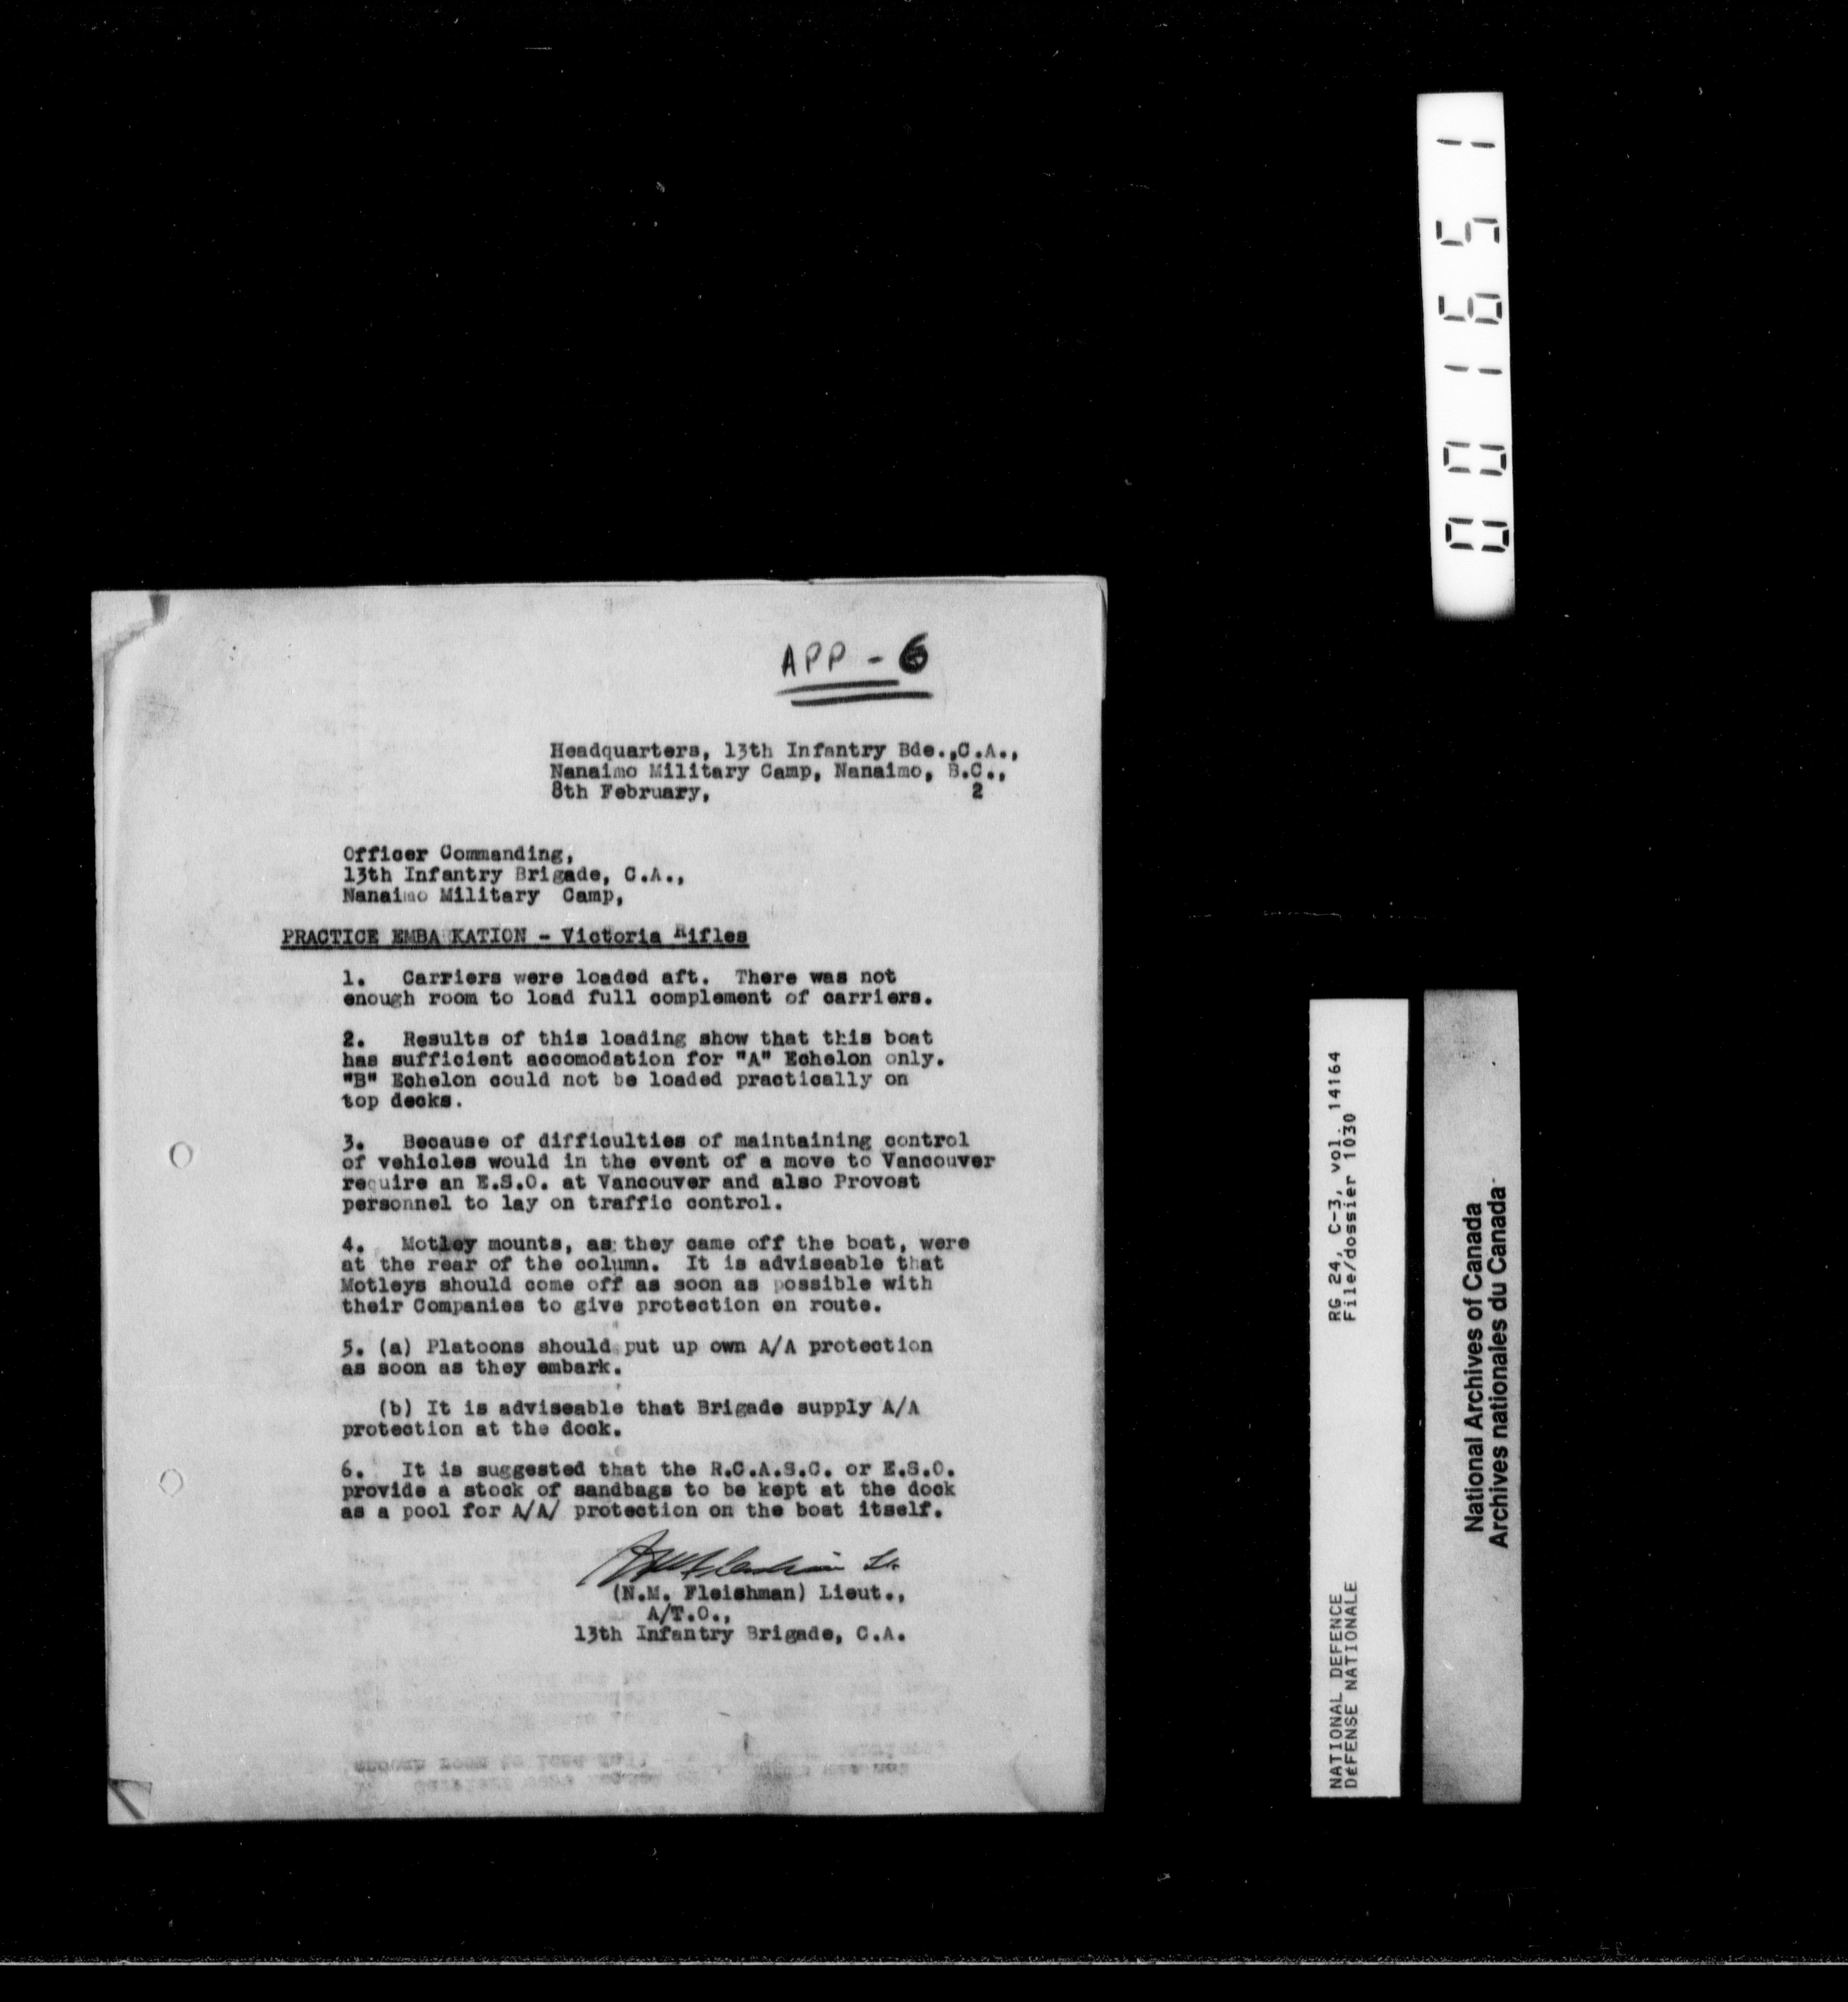 APP - 6
Headquarters, 13th Infantry Bde.,C.A.,
Nanaimo Military Camp, Nanaimo, B.C.,
8th February, 2
Officer Commanding,
13th Infantry Brigade, C.A.,
Nanaimo Military Camp,
PRACTICE EMBA KATION - Victoria Rifles
1. Carriers were loaded aft. There was not
enough room to load full complement of carriers.
2. Results of this loading show that this boat
has sufficient accomodation for "A" Echelon only.
"B" Echelon could not be loaded practically on
top decks.
3. Because of difficulties of maintaining control
of vehicles would in the event of a move to Vancouver
require an E.S.O. at Vancouver and also Provost
personnel to lay on traffic control.
4. Motley mounts, as they came off the boat, were
at the rear of the column. It is adviseable that
Motleys should come off as soon as possible with
their Companies to give protection en route.
5. (a) Platoons should put up own A/A protection
as soon as they embark.
(b) It is adviseable that Brigade supply A/A
protection at the dock.
6. It is suggested that the R.C.A.S.C. or E.S.O.
provide a stock of sandbags to be kept at the dock
as a pool for A/A/ protection on the boat itself.
(N.M. Fleishman) Lieut.,
A/T.O.,
13th Infantry Brigade, C.A.
001651
NATIONAL DEFENCE RG 24, C-3, vol. 14164
DéFENSE NATIONALE File/dossier 1030
National Archives of Canada
Archives nationales du Canada